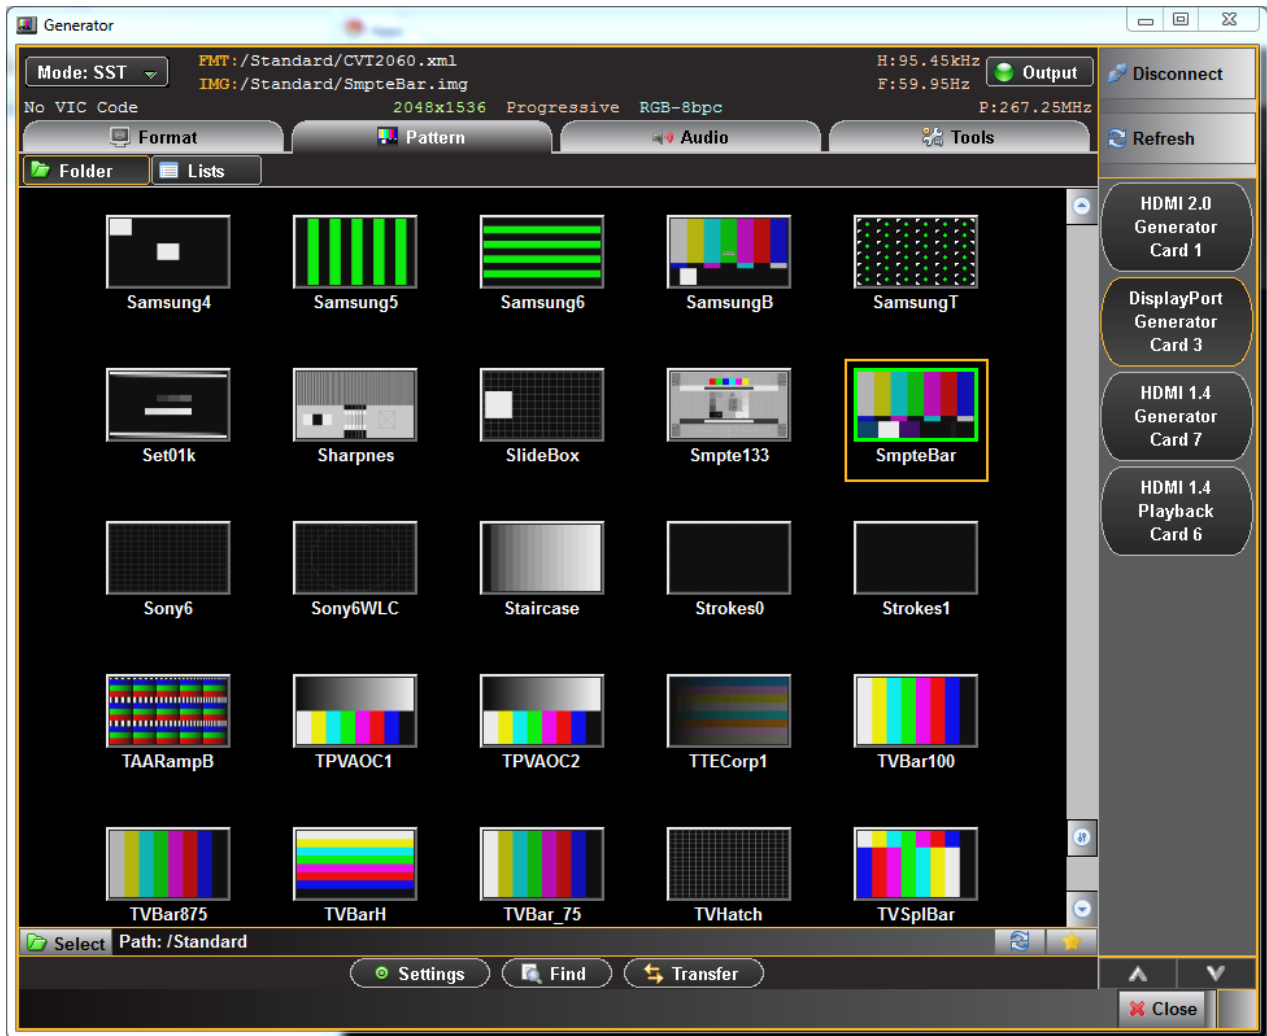 Generator
Mode: SST
FMT:/Standard/CVT2060.xml
IMG:/Standard/SmpteBar.img
H:95.45kHz
F:59.95Hz
Output
No VIC Code
2048x1536 Progressive RGB-8bpc
P:267.25MHz
Disconnect
Refresh
Format
Pattern
Audio
Tools
Folder
Lists
Samsung4
Samsung5
Samsung6
SamsungB
SamsungT
Set01k
Sharpnes
SlideBox
Smpte133
SmpteBar
Sony6
Sony6WLC
Staircase
Strokes0
Strokes1
TAARampB
TPVAOC1
TPVAOC2
TTECorp1
TVBar100
TVBar875
TVBarH
TVBar_75
TVHatch
TVSplBar
HDMI 2.0
Generator
Card 1
DisplayPort
Generator
Card 3
HDMI 1.4
Generator
Card 7
HDMI 1.4
Playback
Card 6
Select
Path: /Standard
Settings
Find
Transfer
Close